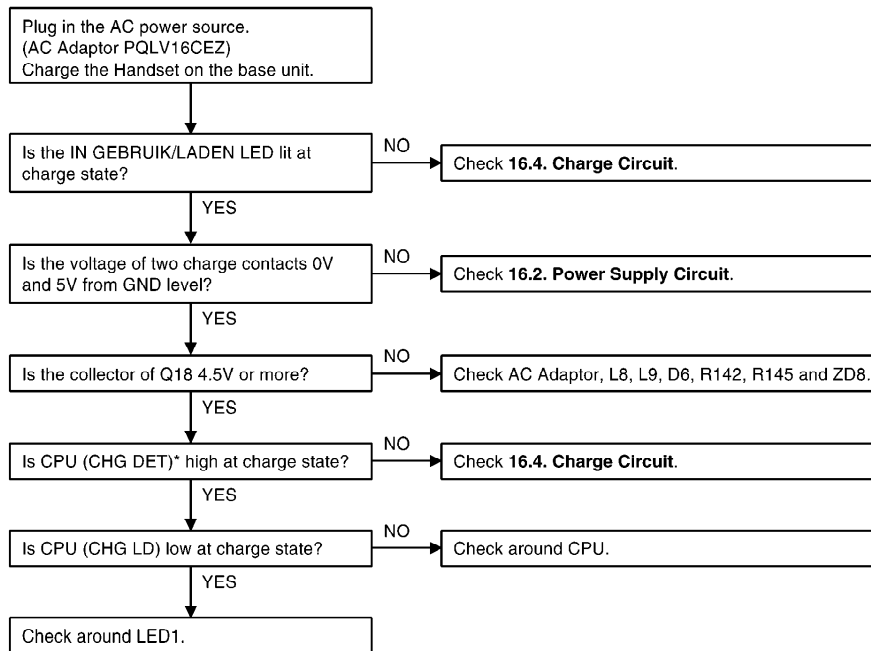 Plug in the AC power source.
(AC Adaptor PQLV16CEZ)
Charge the Handset on the base unit.
Is the IN GEBRUIK/LADEN LED lit at
charge state?
NO
Check 16.4. Charge Circuit.
YES
Is the voltage of two charge contacts 0V
and 5V from GND level?
NO
Check 16.2. Power Supply Circuit.
YES
Is the collector of Q18 4.5V or more?
NO
Check AC Adaptor, L8, L9, D6, R142, R145 and ZD8.
YES
Is CPU (CHG DET)* high at charge state?
NO
Check 16.4. Charge Circuit.
YES
Is CPU (CHG LD) low at charge state?
NO
Check around CPU.
YES
Check around LED1.